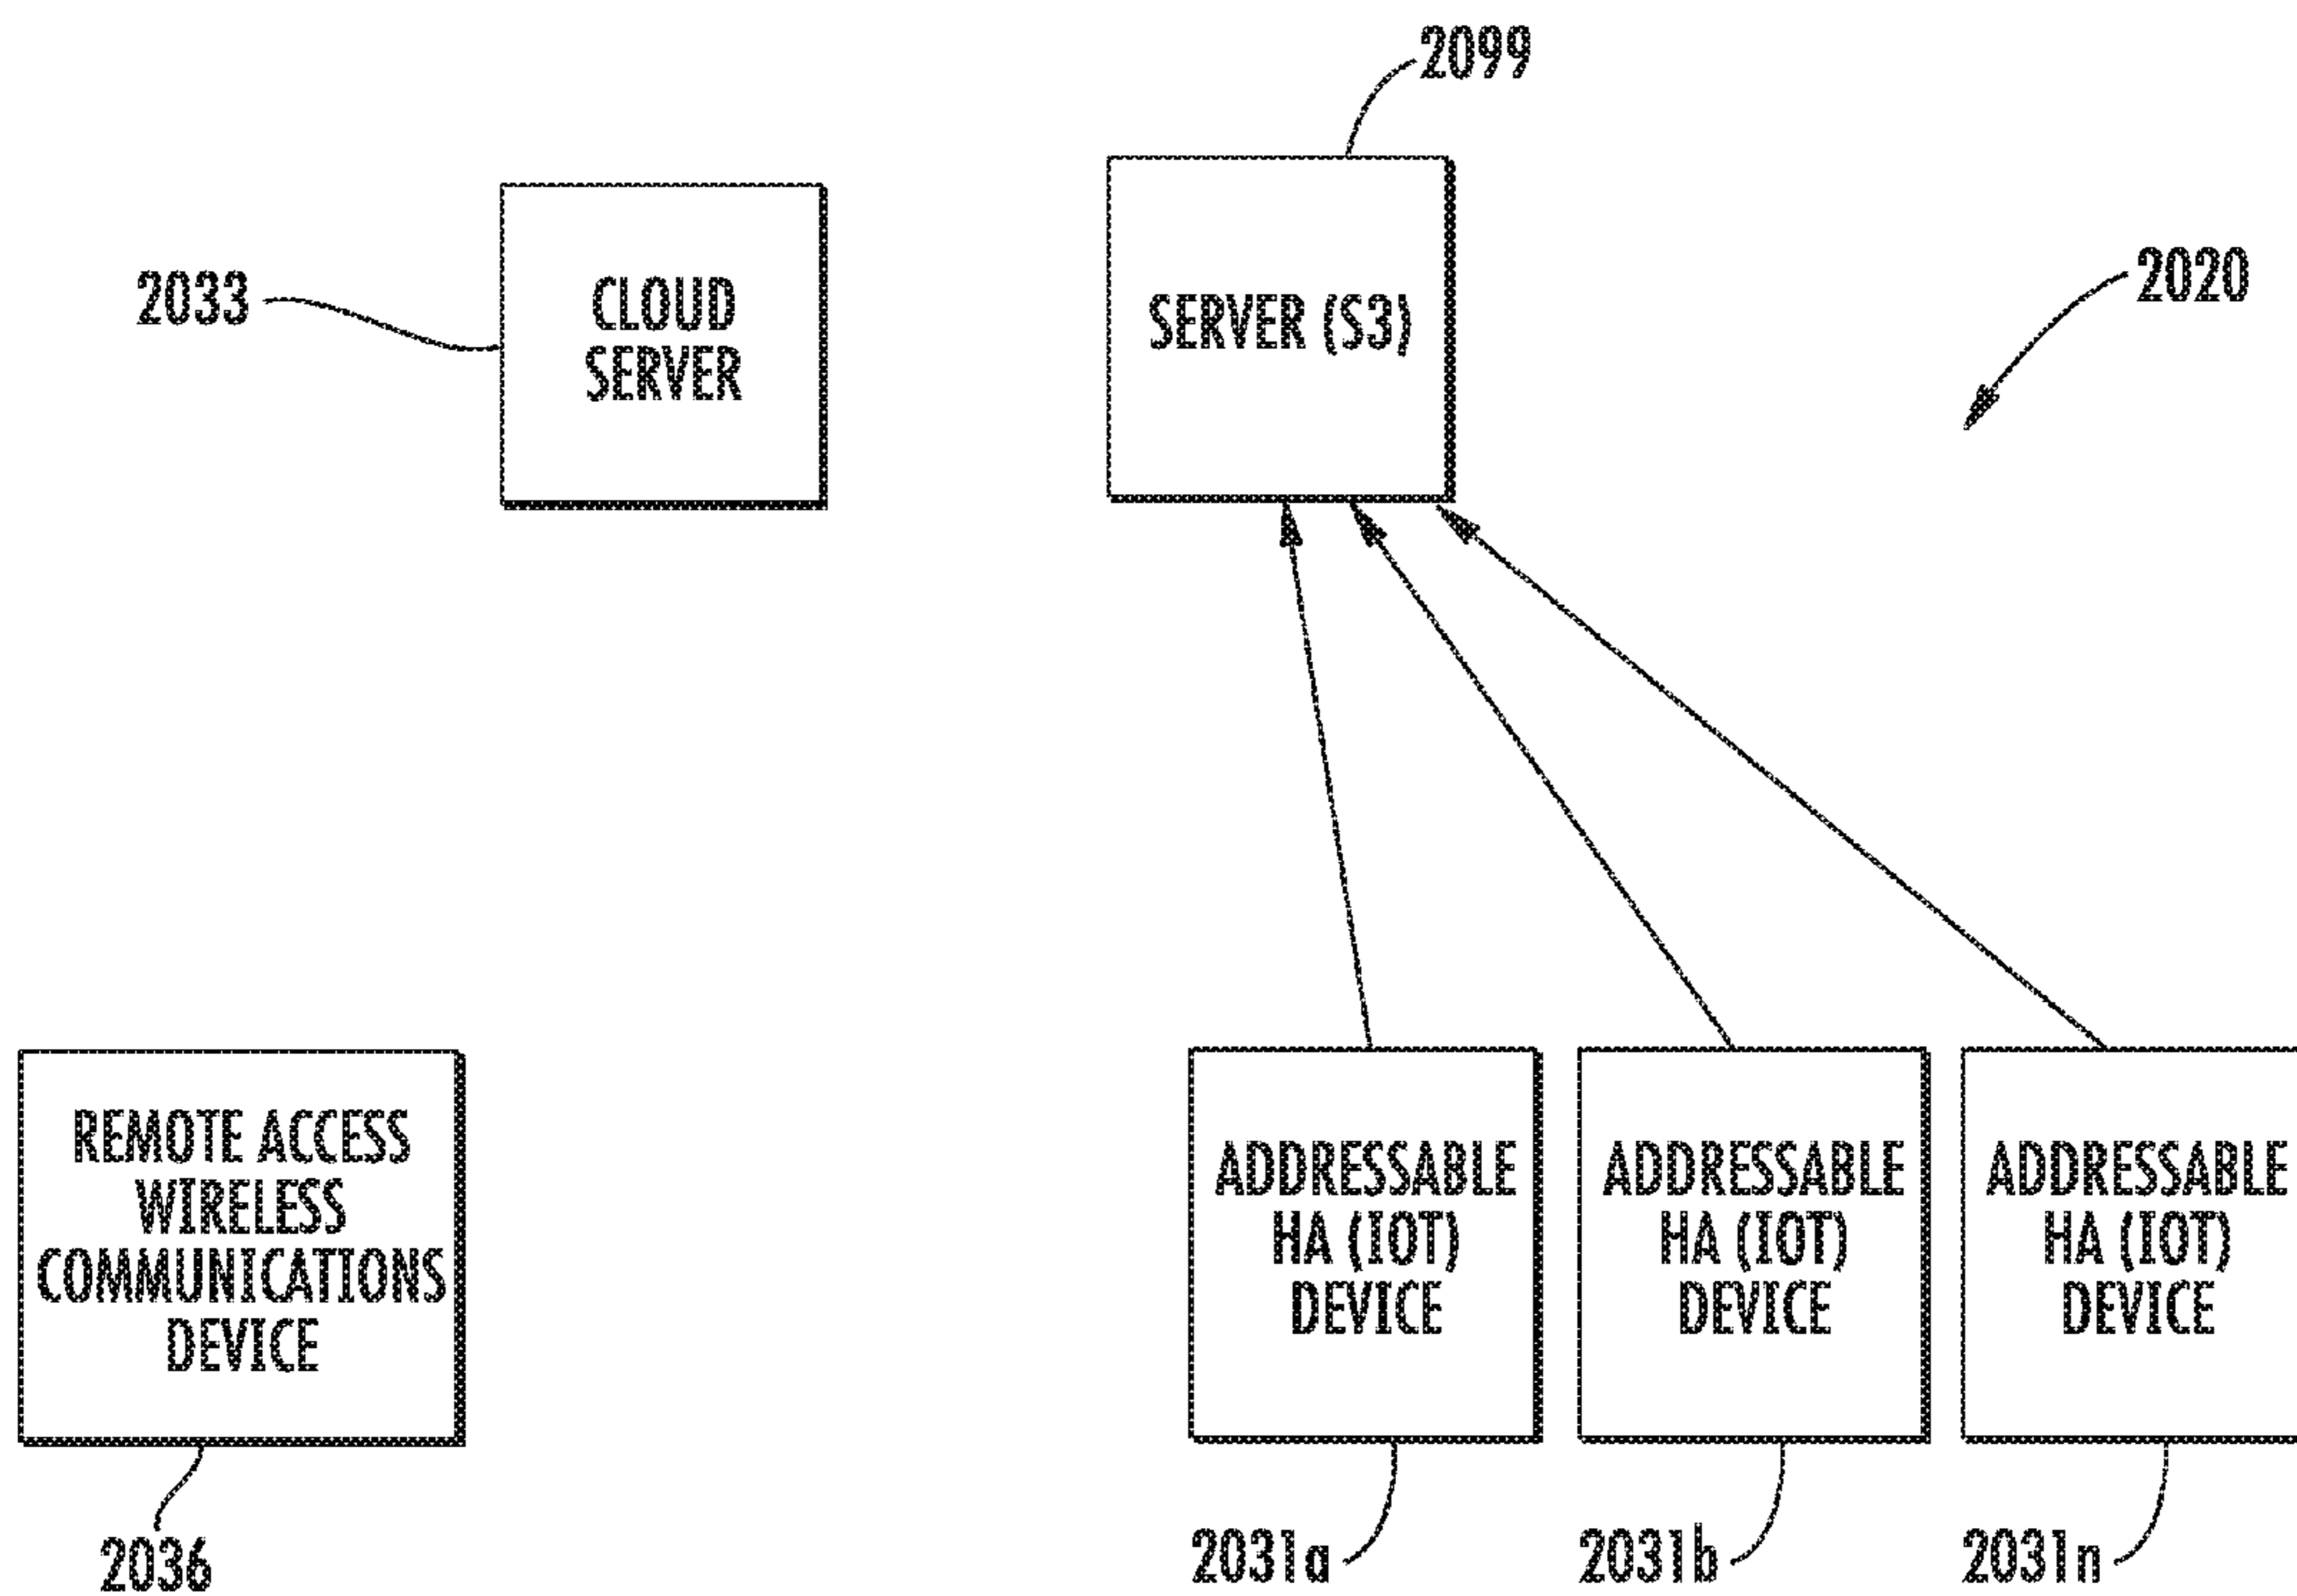 2099
2033
CLOUD
SERVER
SERVER (S3)
2020
REMOTE ACCESS
WIRELESS
COMMUNICATIONS
DEVICE
ADDRESSABLE
HA (IOT)
DEVICE
ADDRESSABLE
HA (IOT)
DEVICE
ADDRESSABLE
HA (IOT)
DEVICE
2036
2031a
2031b
2031n